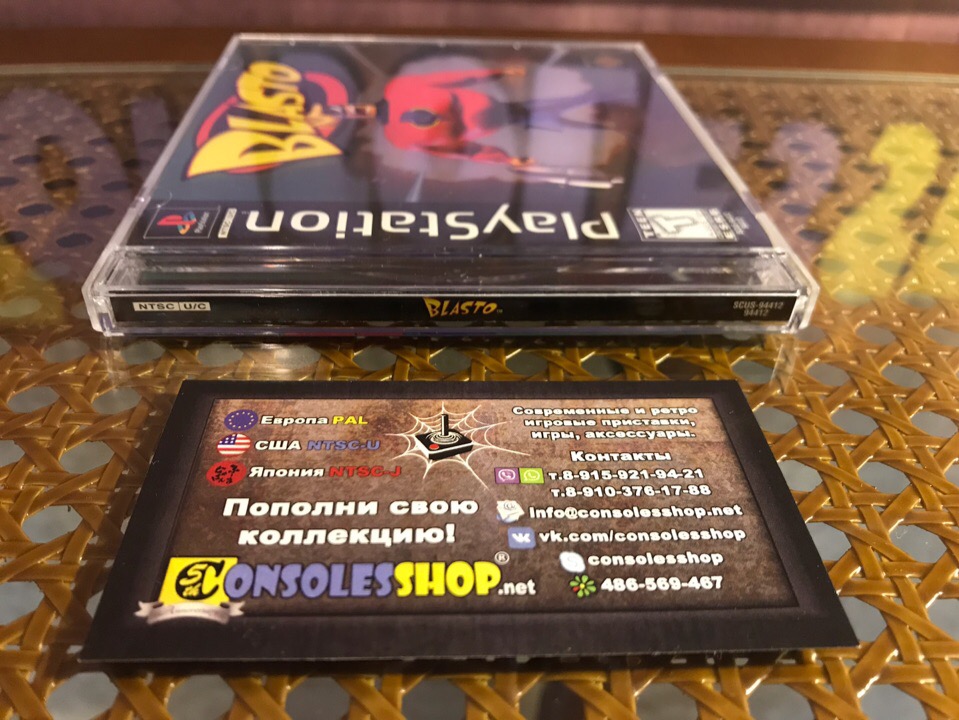 BLASTO
PlayStation
NTSC U/C
BLASTO
SCUS-94412
94412
Европа PAL
США NTSC-U
Япония NTSC-J
Пополни свою
коллекцию!
CONSOLESSHOP.net
®
Современные и ретро
игровые приставки,
игры, аксессуары.
Контакты
т.8-915-921-94-21
т.8-910-376-17-88
info@consolesshop.net
vk.com/consolesshop
consolesshop
486-569-467